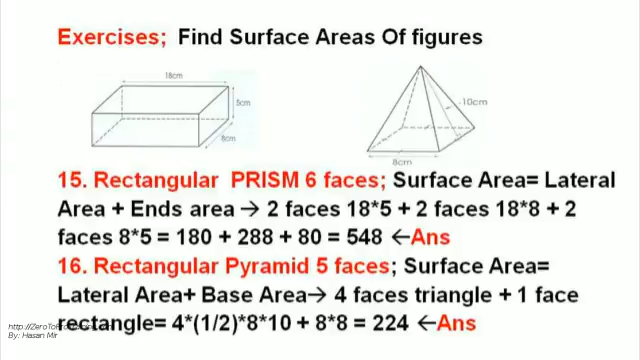 Exercises; Find Surface Areas Of figures
18cm
5cm
8cm
10cm
8cm
15. Rectangular PRISM 6 faces; Surface Area= Lateral
Area + Ends area → 2 faces 18*5 + 2 faces 18*8 + 2
faces 8*5 = 180 + 288 + 80 = 548 ←Ans
16. Rectangular Pyramid 5 faces; Surface Area=
Lateral Area+ Base Area→ 4 faces triangle + 1 face
rectangle= 4*(1/2)*8*10 + 8*8 = 224 ←Ans
By: Hasan Mir